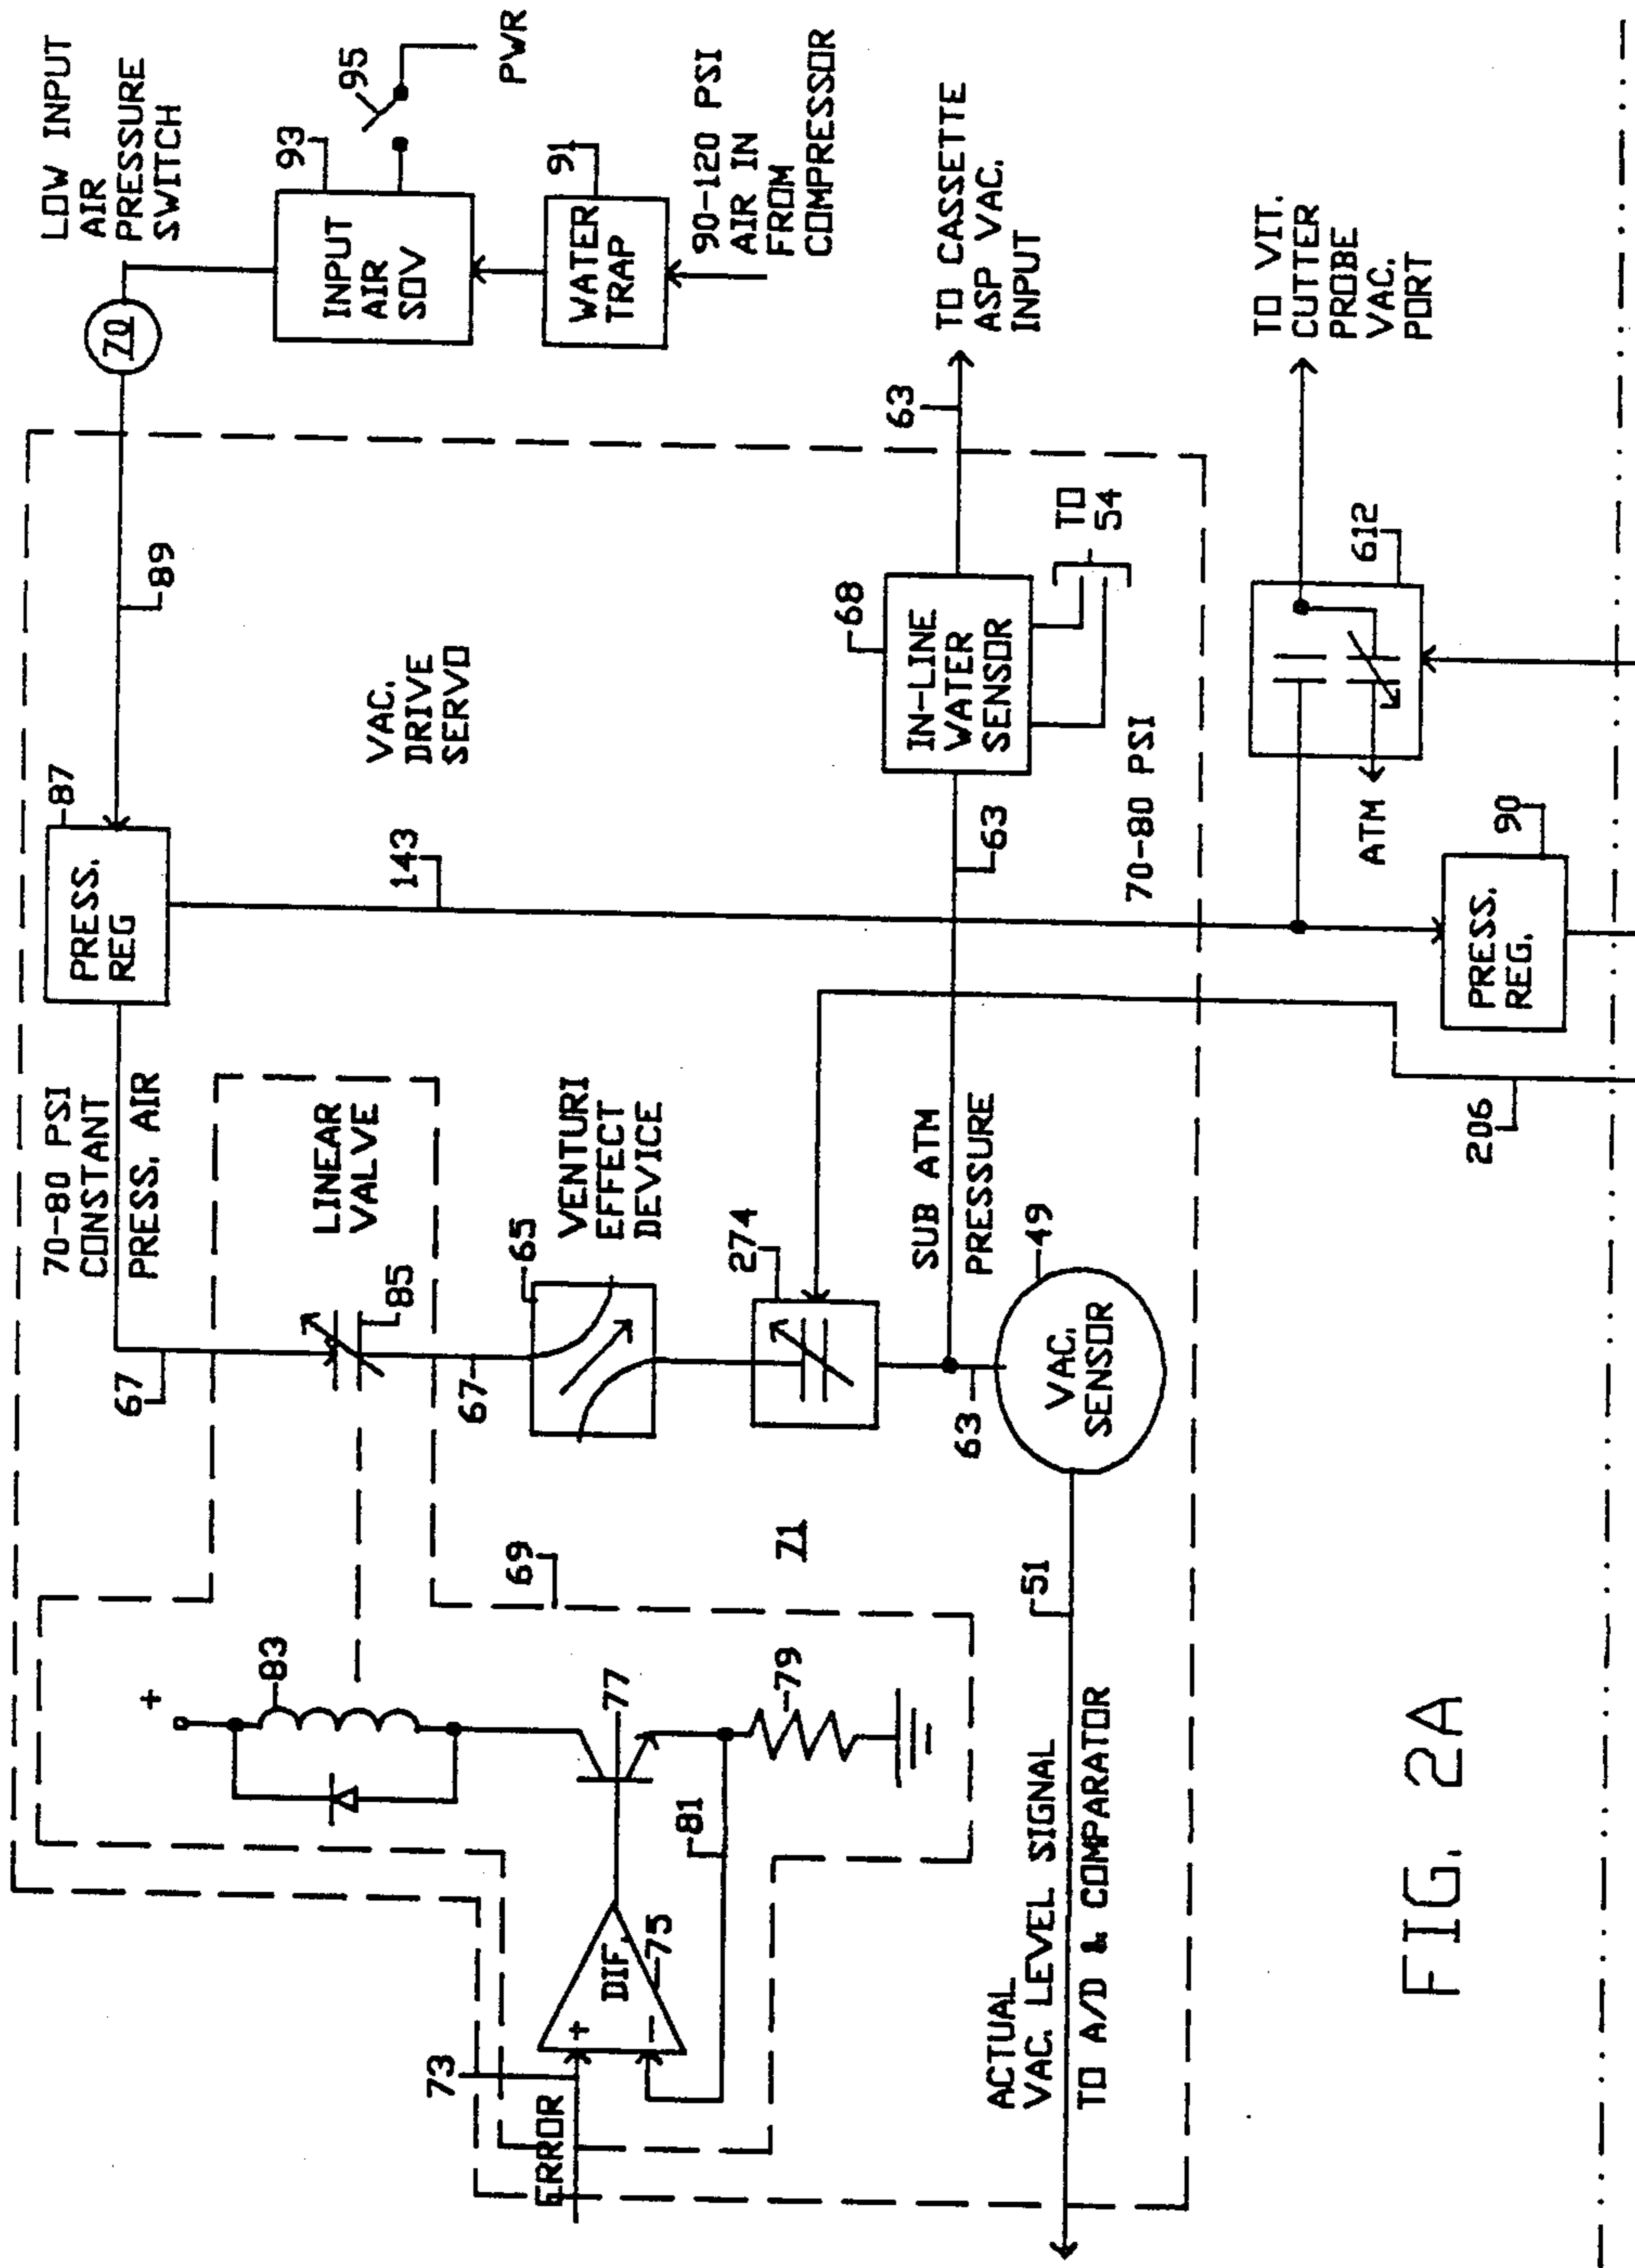 LOW INPUT
AIR
PRESSURE
SWITCH
70
95
PWR
93
INPUT
AIR
SOV
91
WATER
TRAP
90-120 PSI
AIR IN
FROM
COMPRESSOR
89
87
PRESS.
REG
143
VAC.
DRIVE
SERVO
70-80 PSI
CONSTANT
PRESS. AIR
67
LINEAR
VALVE
85
67
VENTURI
EFFECT
DEVICE
65
274
SUB ATM
PRESSURE
63
VAC.
SENSOR
49
63
68
IN-LINE
WATER
SENSOR
TO
54
63
TO CASSETTE
ASP VAC.
INPUT
70-80 PSI
TO VIT.
CUTTER
PROBE
VAC.
PORT
612
ATM
90
PRESS.
REG.
206
+
83
77
79
81
DIF.
75
+
-
73
ERROR
69
71
51
ACTUAL
VAC. LEVEL SIGNAL
TO A/D & COMPARATOR
FIG. 2A